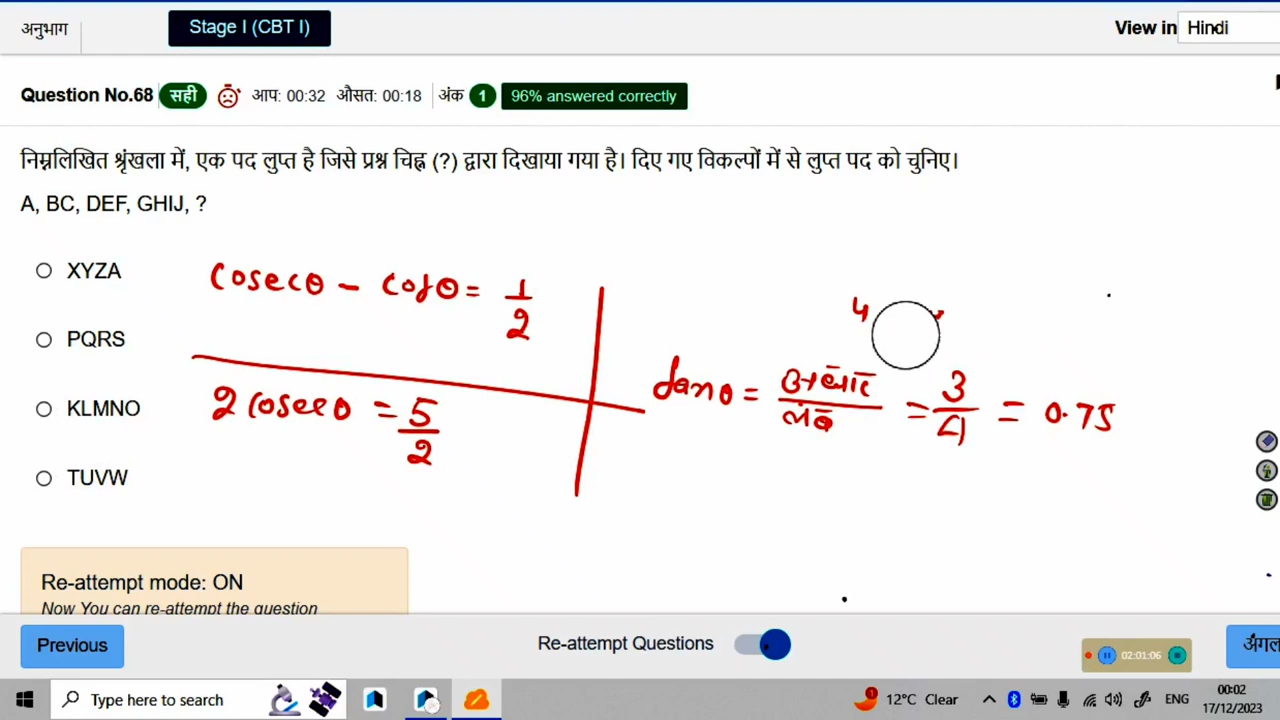 अनुभाग Stage I (CBT I) View in Hindi
Question No.68 सही आप: 00:32 औसत: 00:18 अंक 1 96% answered correctly
निम्नलिखित श्रृंखला में, एक पद लुप्त है जिसे प्रश्न चिह्न (?) द्वारा दिखाया गया है। दिए गए विकल्पों में से लुप्त पद को चुनिए।
A, BC, DEF, GHIJ, ?
XYZA
PQRS
KLMNO
TUVW
cosecθ - cotθ = 1/2
2 cosecθ = 5/2
4
tanθ = आधार/लंब = 3/4 = 0.75
Re-attempt mode: ON
Now You can re-attempt the question
Previous Re-attempt Questions 02:01:06
Type here to search 1 12°C Clear ENG 00:02
17/12/2023